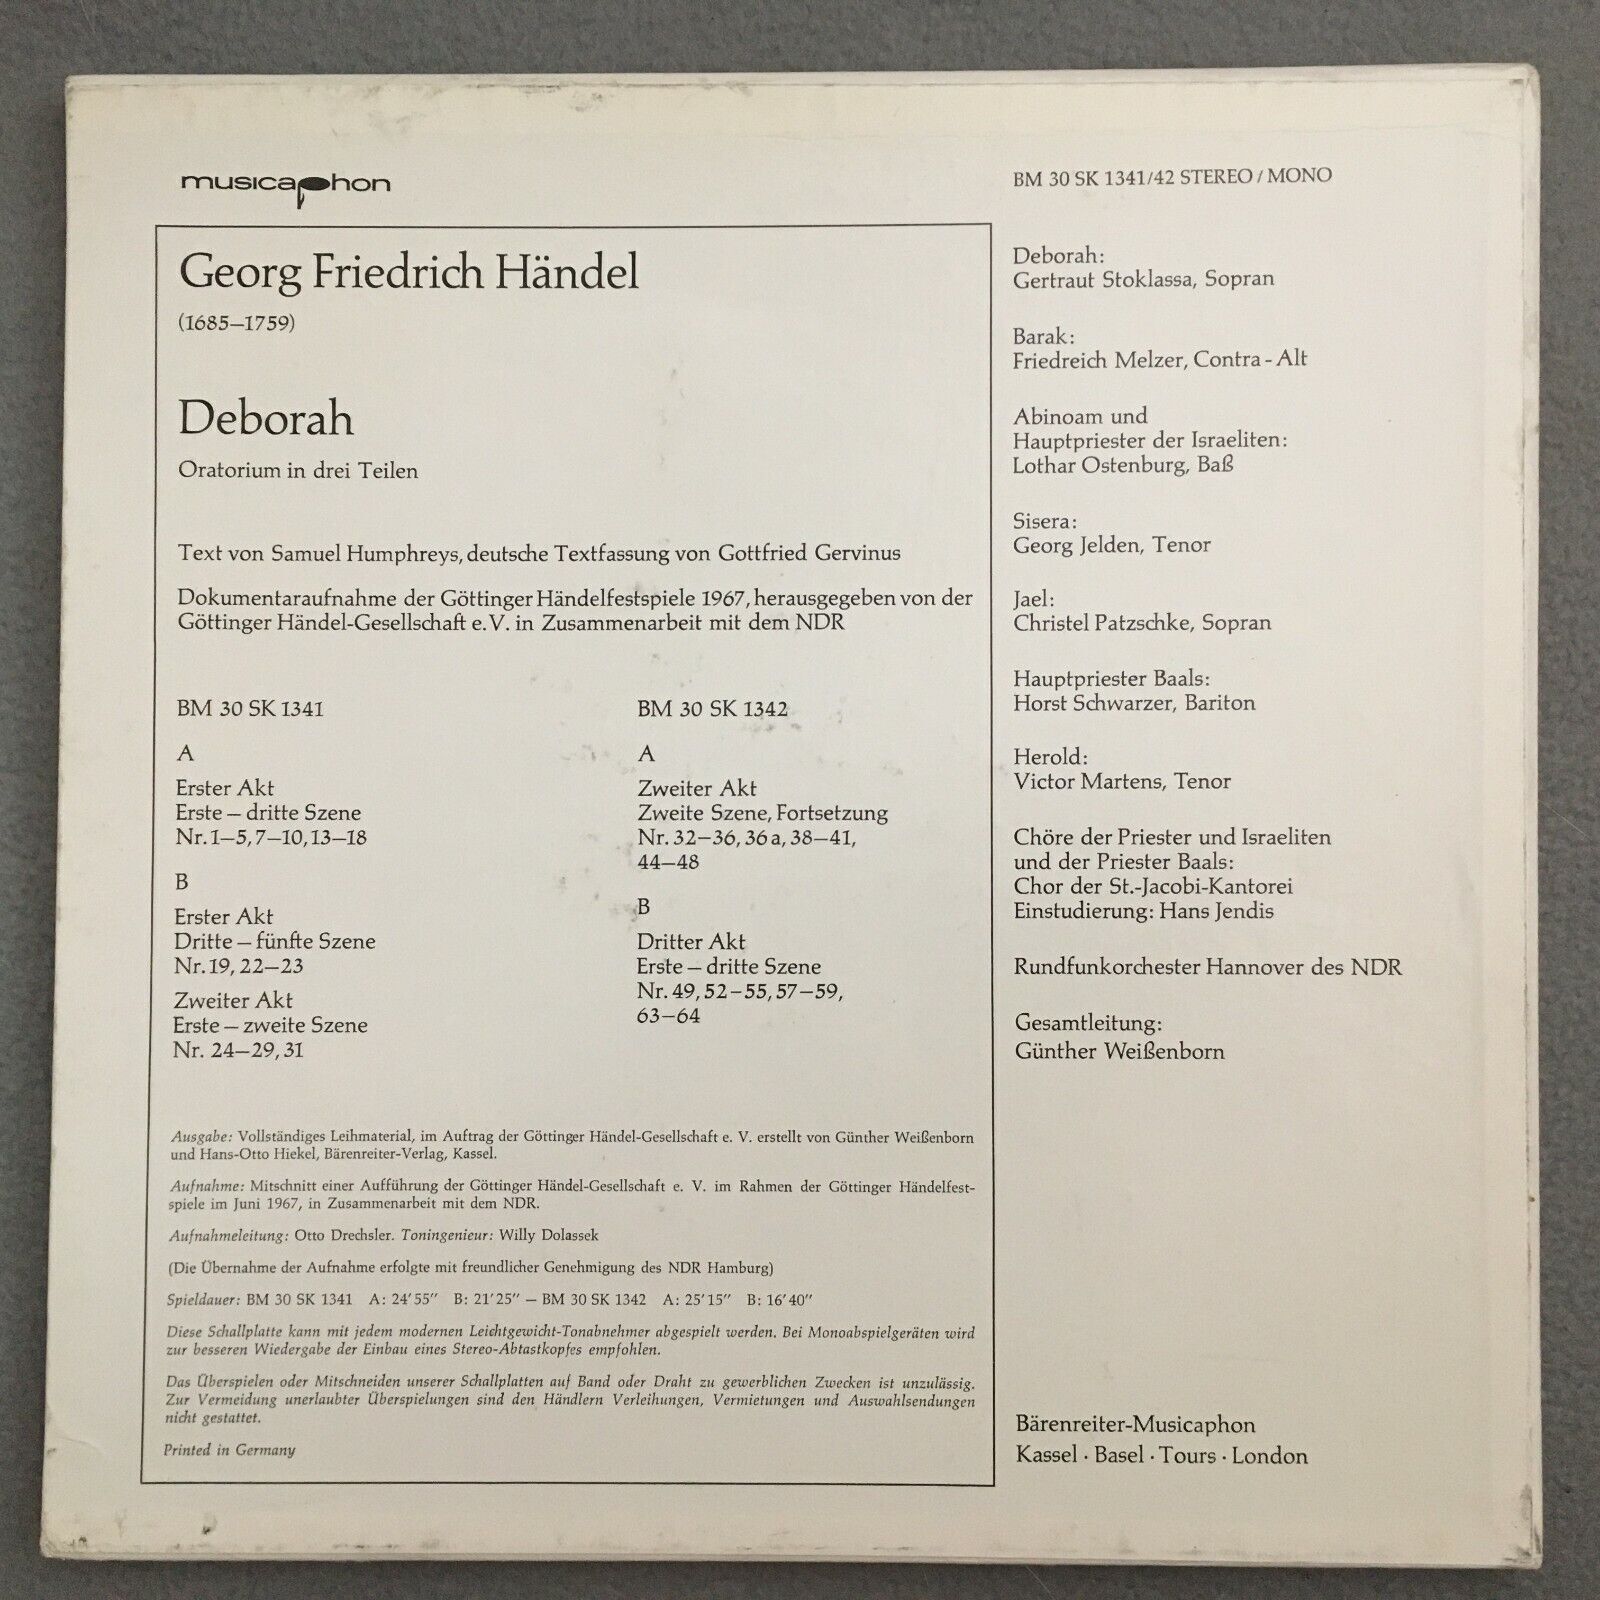 musicaphon
BM 30 SK 1341/42 STEREO / MONO
Georg Friedrich Händel
(1685–1759)
Deborah
Oratorium in drei Teilen
Text von Samuel Humphreys, deutsche Textfassung von Gottfried Gervinus
Dokumentaraufnahme der Göttinger Händelfestspiele 1967, herausgegeben von der
Göttinger Händel-Gesellschaft e.V. in Zusammenarbeit mit dem NDR
BM 30 SK 1341
A
Erster Akt
Erste – dritte Szene
Nr. 1–5, 7–10, 13–18
B
Erster Akt
Dritte – fünfte Szene
Nr. 19, 22–23
Zweiter Akt
Erste – zweite Szene
Nr. 24–29, 31
BM 30 SK 1342
A
Zweiter Akt
Zweite Szene, Fortsetzung
Nr. 32–36, 36 a, 38–41,
44–48
B
Dritter Akt
Erste – dritte Szene
Nr. 49, 52–55, 57–59,
63–64
Ausgabe: Vollständiges Leihmaterial, im Auftrag der Göttinger Händel-Gesellschaft e. V. erstellt von Günther Weißenborn
und Hans-Otto Hiekel, Bärenreiter-Verlag, Kassel.
Aufnahme: Mitschnitt einer Aufführung der Göttinger Händel-Gesellschaft e. V. im Rahmen der Göttinger Händelfest-
spiele im Juni 1967, in Zusammenarbeit mit dem NDR.
Aufnahmeleitung: Otto Drechsler. Toningenieur: Willy Dolassek
(Die Übernahme der Aufnahme erfolgte mit freundlicher Genehmigung des NDR Hamburg)
Spieldauer: BM 30 SK 1341 A: 24′55″ B: 21′25″ – BM 30 SK 1342 A: 25′15″ B: 16′40″
Diese Schallplatte kann mit jedem modernen Leichtgewicht-Tonabnehmer abgespielt werden. Bei Monoabspielgeräten wird
zur besseren Wiedergabe der Einbau eines Stereo-Abtastkopfes empfohlen.
Das Überspielen oder Mitschneiden unserer Schallplatten auf Band oder Draht zu gewerblichen Zwecken ist unzulässig.
Zur Vermeidung unerlaubter Überspielungen sind den Händlern Verleihungen, Vermietungen und Auswahlsendungen
nicht gestattet.
Printed in Germany
Deborah:
Gertraut Stoklassa, Sopran
Barak:
Friedreich Melzer, Contra - Alt
Abinoam und
Hauptpriester der Israeliten:
Lothar Ostenburg, Baß
Sisera:
Georg Jelden, Tenor
Jael:
Christel Patzschke, Sopran
Hauptpriester Baals:
Horst Schwarzer, Bariton
Herold:
Victor Martens, Tenor
Chöre der Priester und Israeliten
und der Priester Baals:
Chor der St.-Jacobi-Kantorei
Einstudierung: Hans Jendis
Rundfunkorchester Hannover des NDR
Gesamtleitung:
Günther Weißenborn
Bärenreiter-Musicaphon
Kassel · Basel · Tours · London